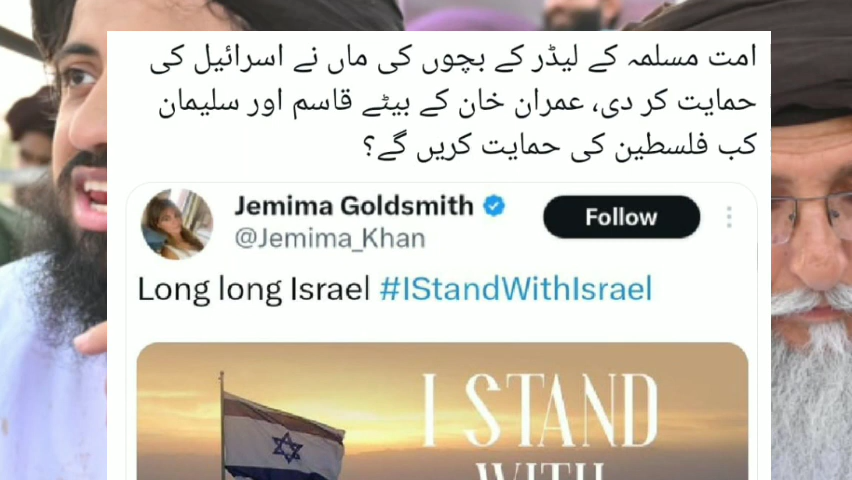 امت مسلمہ کے لیڈر کے بچوں کی ماں نے اسرائیل کی
حمایت کر دی، عمران خان کے بیٹے قاسم اور سلیمان
کب فلسطین کی حمایت کریں گے؟
Jemima Goldsmith
@Jemima_Khan
Follow
Long long Israel #IStandWithIsrael
I STAND
WITH